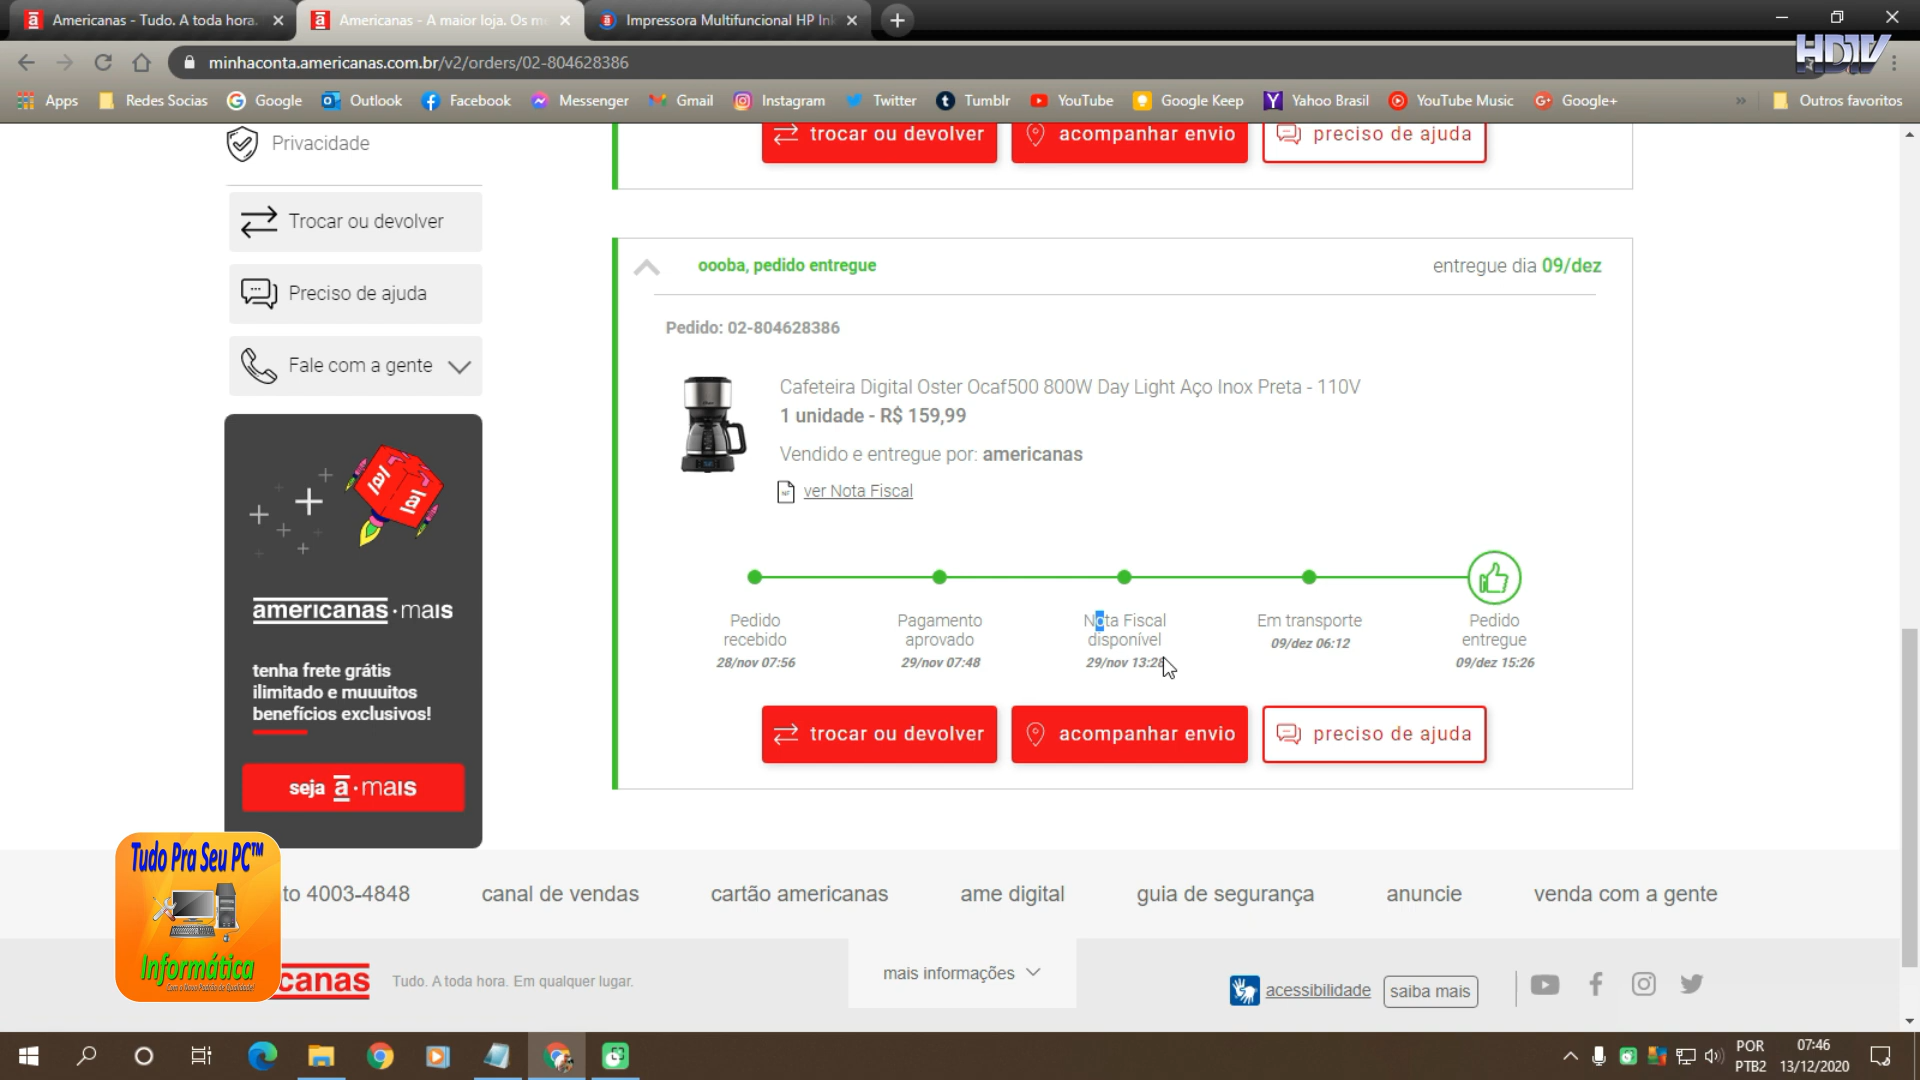 Americanas - Tudo. A toda hora.
Americanas - A maior loja. Os m
Impressora Multifuncional HP Ink
minhaconta.americanas.com.br/v2/orders/02-804628386
HDTV
Apps
Redes Socias
Google
Outlook
Facebook
Messenger
Gmail
Instagram
Twitter
Tumblr
YouTube
Google Keep
Yahoo Brasil
YouTube Music
Google+
»
Outros favoritos
Privacidade
Trocar ou devolver
Preciso de ajuda
Fale com a gente
americanas·mais
tenha frete grátis
ilimitado e muuuitos
benefícios exclusivos!
seja a·mais
trocar ou devolver
acompanhar envio
preciso de ajuda
oooba, pedido entregue
entregue dia 09/dez
Pedido: 02-804628386
Cafeteira Digital Oster Ocaf500 800W Day Light Aço Inox Preta - 110V
1 unidade - R$ 159,99
Vendido e entregue por: americanas
ver Nota Fiscal
Pedido
recebido
28/nov 07:56
Pagamento
aprovado
29/nov 07:48
Nota Fiscal
disponível
29/nov 13:28
Em transporte
09/dez 06:12
Pedido
entregue
09/dez 15:26
trocar ou devolver
acompanhar envio
preciso de ajuda
to 4003-4848
canal de vendas
cartão americanas
ame digital
guia de segurança
anuncie
venda com a gente
Tudo Pra Seu PC™
Informática
Com o Novo Padrão de Qualidade!
canas
Tudo. A toda hora. Em qualquer lugar.
mais informações
acessibilidade
saiba mais
POR
PTB2
07:46
13/12/2020